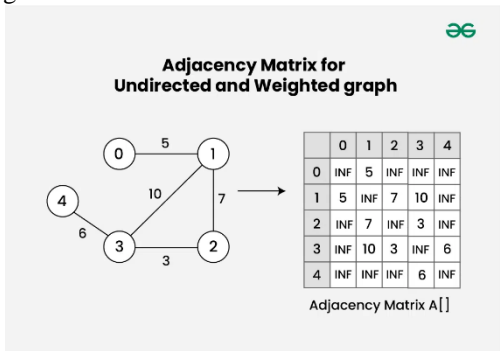 Adjacency Matrix for
Undirected and Weighted graph
0 5 1
4 10 7
6 3 2
3
0 1 2 3 4
0 INF 5 INF INF INF
1 5 INF 7 10 INF
2 INF 7 INF 3 INF
3 INF 10 3 INF 6
4 INF INF INF 6 INF
Adjacency Matrix A[]